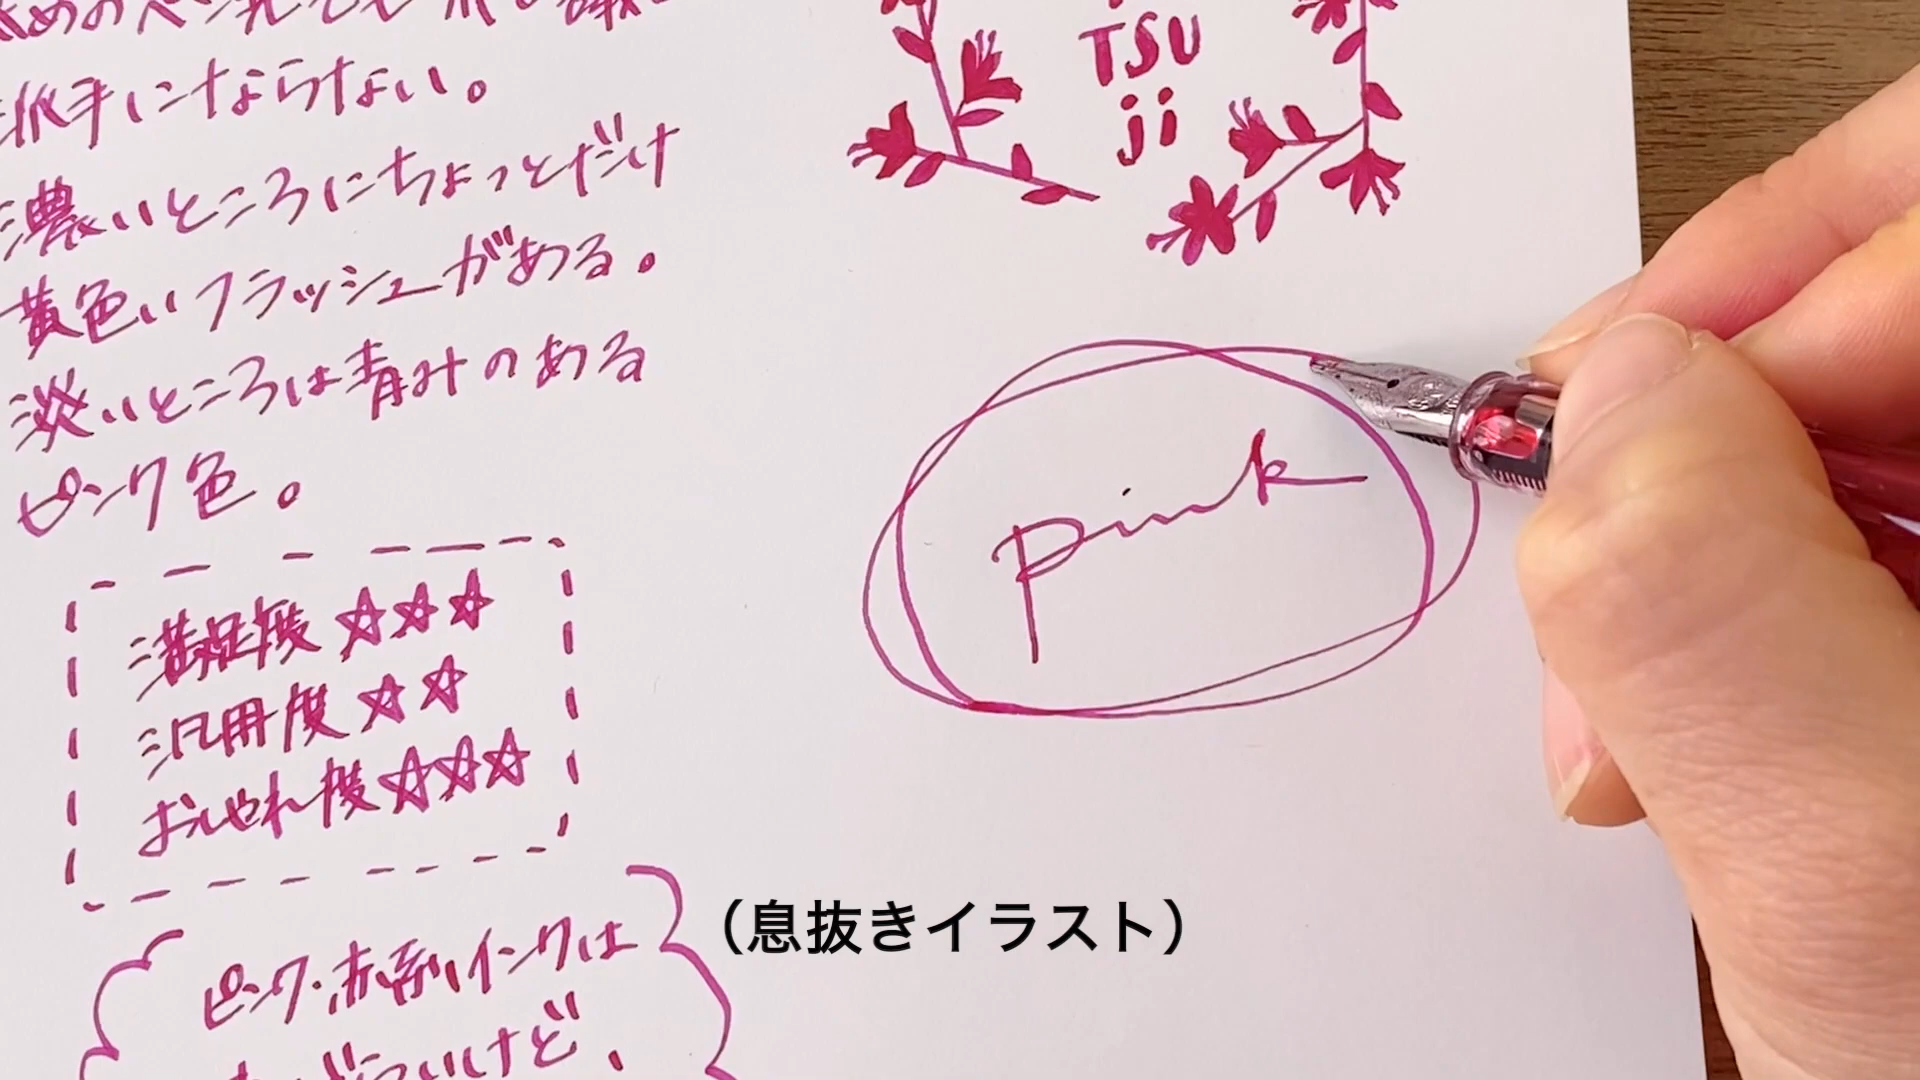 派手にならない。
濃いところにちょっとだけ
黄色いフラッシュがある。
淡いところは青みのある
ピンク色。
満足度 ☆☆☆
汎用度 ☆☆
おしゃれ度 ☆☆☆
ピンク・赤系インクは
TSU
ji
pink
（息抜きイラスト）